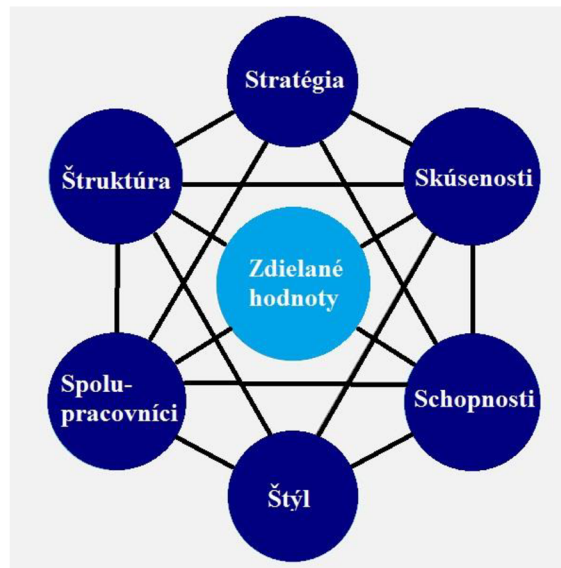 Stratégia
Štruktúra
Skúsenosti
Zdielané
hodnoty
Spolu-
pracovníci
Schopnosti
Štýl